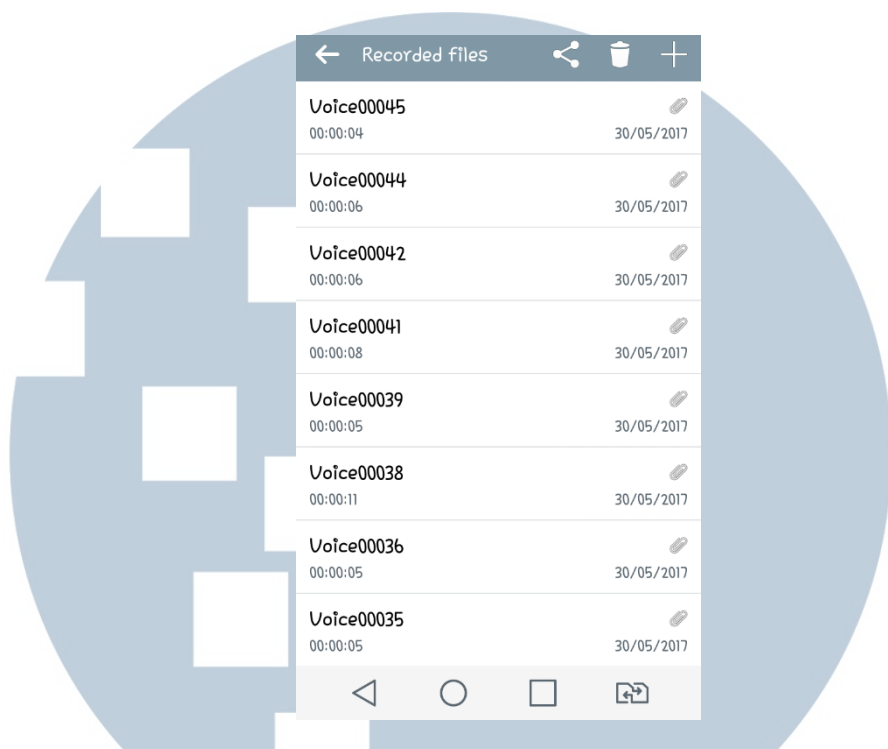 Recorded files
Voice00045
00:00:04 30/05/2017
Voice00044
00:00:06 30/05/2017
Voice00042
00:00:06 30/05/2017
Voice00041
00:00:08 30/05/2017
Voice00039
00:00:05 30/05/2017
Voice00038
00:00:11 30/05/2017
Voice00036
00:00:05 30/05/2017
Voice00035
00:00:05 30/05/2017